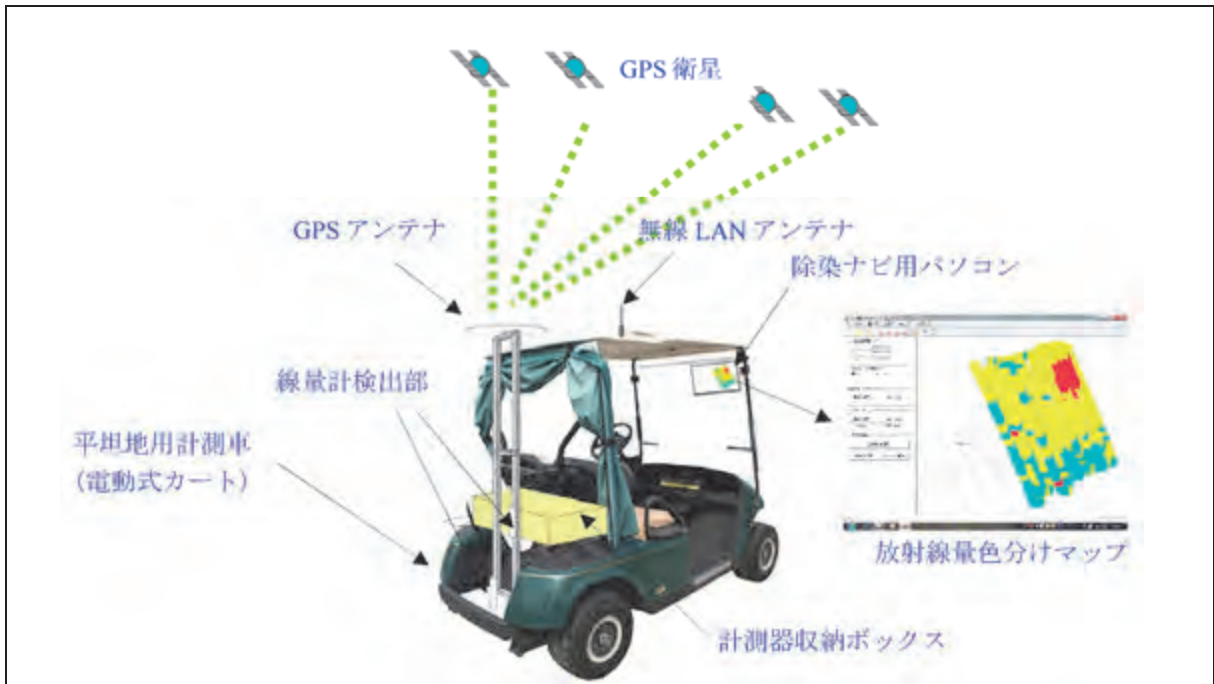 GPS 衛星
GPS アンテナ
無線 LAN アンテナ
除染ナビ用パソコン
線量計検出部
平坦地用計測車
(電動式カート)
放射線量色分けマップ
計測器収納ボックス